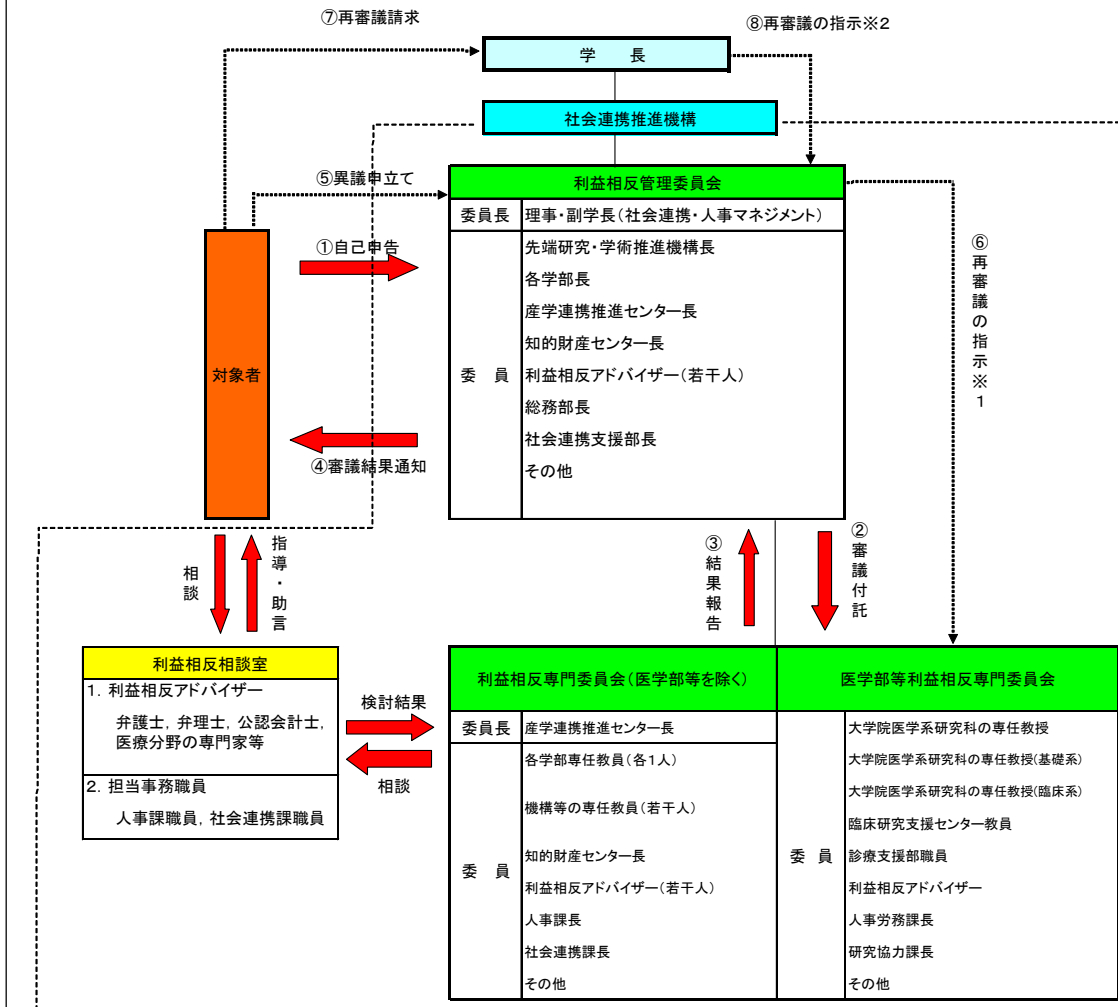 ⑦再審議請求
⑧再審議の指示※2
学　長
社会連携推進機構
⑤異議申立て
利益相反管理委員会
委員長 理事・副学長（社会連携・人事マネジメント）
①自己申告
先端研究・学術推進機構長
各学部長
産学連携推進センター長
知的財産センター長
委　員 利益相反アドバイザー（若干人）
総務部長
社会連携支援部長
その他
⑥再審議の指示※1
対象者
④審議結果通知
相談
指導・助言
③結果報告
②審議付託
利益相反相談室
1. 利益相反アドバイザー
弁護士，弁理士，公認会計士，
医療分野の専門家等
2. 担当事務職員
人事課職員，社会連携課職員
検討結果
相談
利益相反専門委員会（医学部等を除く）
委員長 産学連携推進センター長
各学部専任教員（各1人）
機構等の専任教員（若干人）
知的財産センター長
委　員
利益相反アドバイザー（若干人）
人事課長
社会連携課長
その他
医学部等利益相反専門委員会
大学院医学系研究科の専任教授
大学院医学系研究科の専任教授(基礎系)
大学院医学系研究科の専任教授(臨床系)
臨床研究支援センター教員
委　員 診療支援部職員
利益相反アドバイザー
人事労務課長
研究協力課長
その他